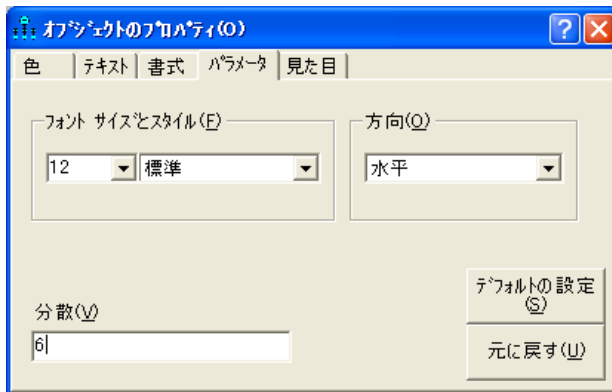 ｵﾌﾞｼﾞｪｸﾄのﾌﾟﾛﾊﾟﾃｨ(O)
色 テキスト 書式 ﾊﾟﾗﾒｰﾀ 見た目
ﾌｫﾝﾄ ｻｲｽﾞとｽﾀｲﾙ(F) 方向(O)
12 標準 水平
ﾃﾞﾌｫﾙﾄの設定
(S)
分散(V)
6
元に戻す(U)